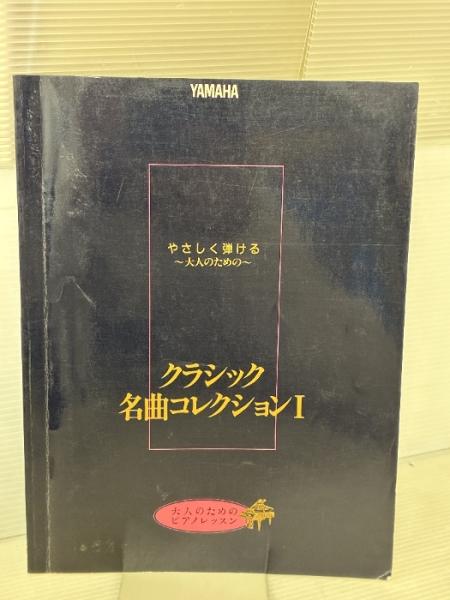 YAMAHA
やさしく弾ける
～大人のための～
クラシック
名曲コレクションI
大人のための
ピアノレッスン